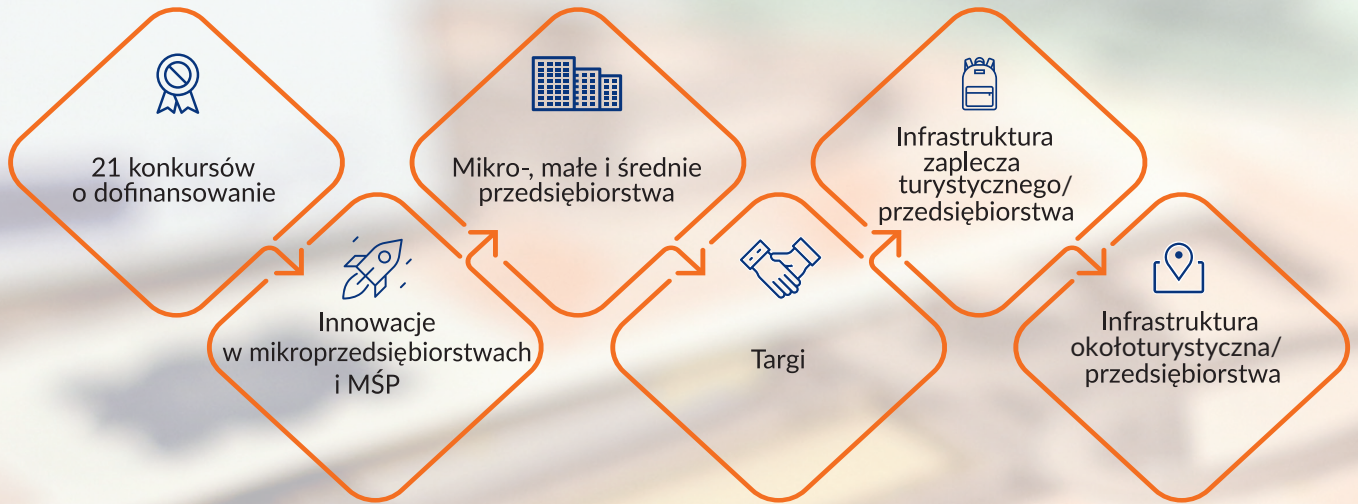 21 konkursów
o dofinansowanie
Innowacje
w mikroprzedsiębiorstwach
i MŚP
Mikro-, małe i średnie
przedsiębiorstwa
Targi
Infrastruktura
zaplecza
turystycznego/
przedsiębiorstwa
Infrastruktura
okołoturystyczna/
przedsiębiorstwa